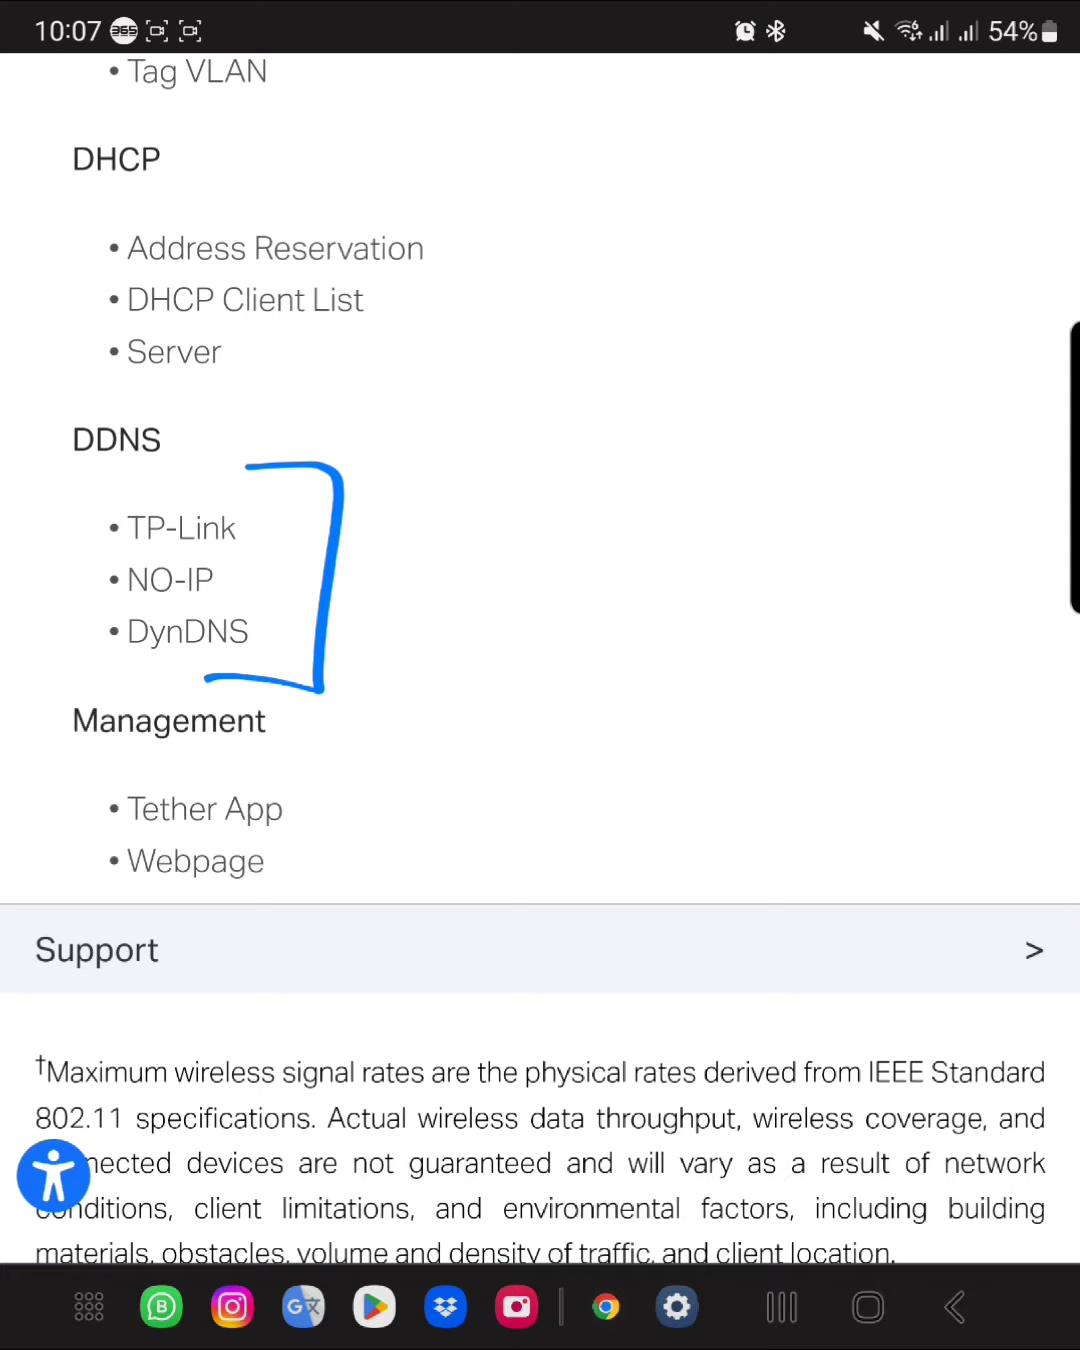 10:07 365 54%
• Tag VLAN
DHCP
• Address Reservation
• DHCP Client List
• Server
DDNS
• TP-Link
• NO-IP
• DynDNS
Management
• Tether App
• Webpage
Support >
†Maximum wireless signal rates are the physical rates derived from IEEE Standard
802.11 specifications. Actual wireless data throughput, wireless coverage, and
nected devices are not guaranteed and will vary as a result of network
conditions, client limitations, and environmental factors, including building
materials, obstacles, volume and density of traffic, and client location.